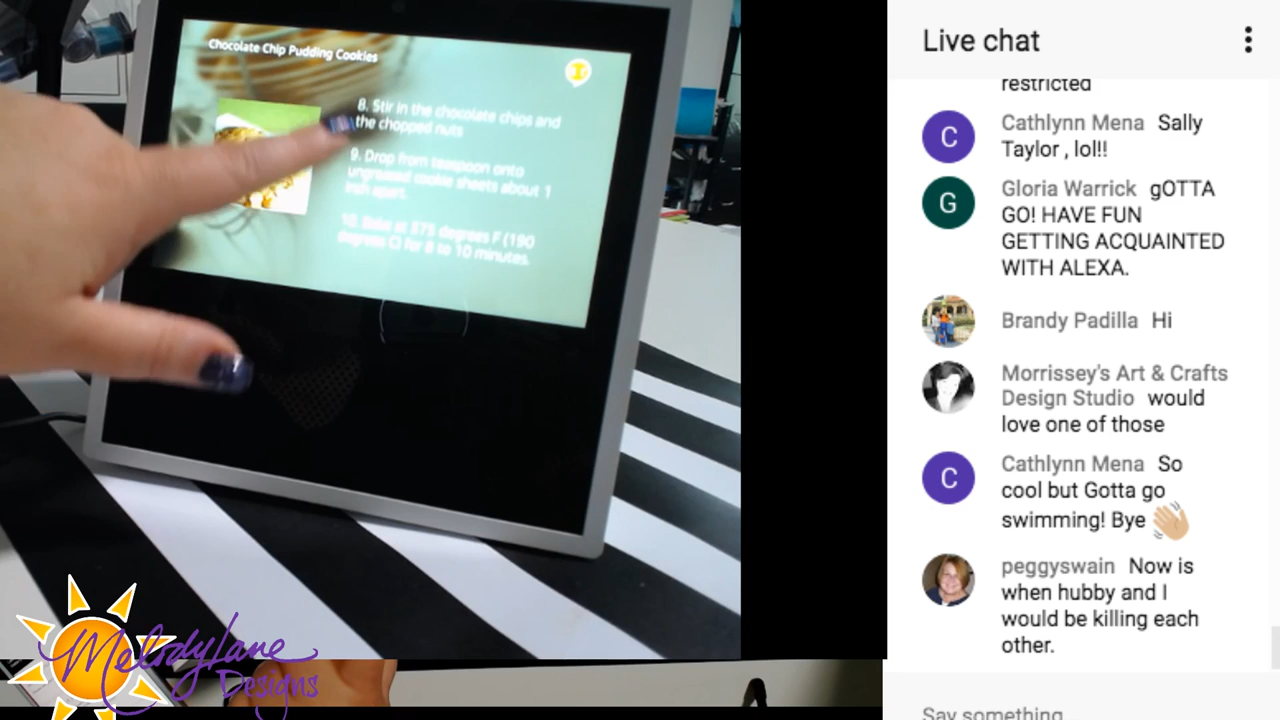 Chocolate Chip Pudding Cookies
8. Stir in the chocolate chips and
the chopped nuts
9. Drop from teaspoon onto
ungreased cookie sheets about 1
inch apart.
10. Bake at 375 degrees F (190
degrees C) for 8 to 10 minutes.
MelodyLane
Designs
Live chat
restricted
C
Cathlynn Mena Sally
Taylor , lol!!
G
Gloria Warrick gOTTA
GO! HAVE FUN
GETTING ACQUAINTED
WITH ALEXA.
Brandy Padilla Hi
Morrissey's Art & Crafts
Design Studio would
love one of those
C
Cathlynn Mena So
cool but Gotta go
swimming! Bye 👋
peggyswain Now is
when hubby and I
would be killing each
other.
Say something